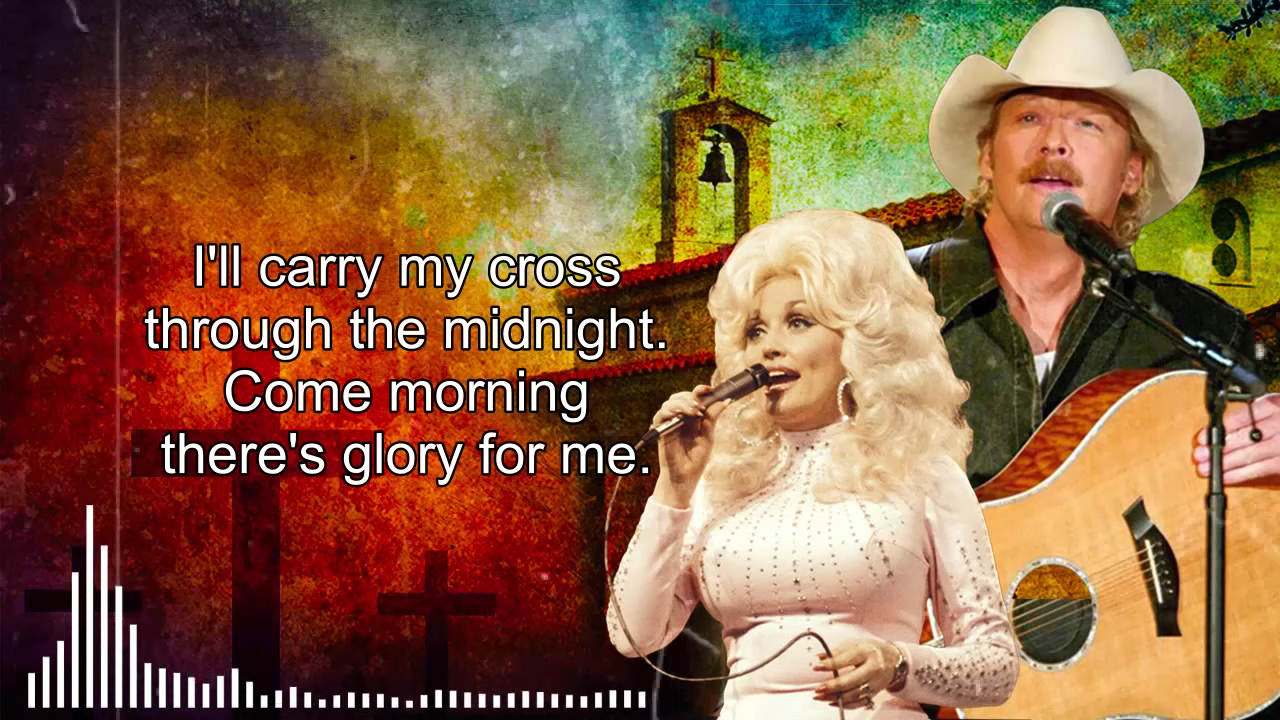 I'll carry my cross
through the midnight.
Come morning
there's glory for me.